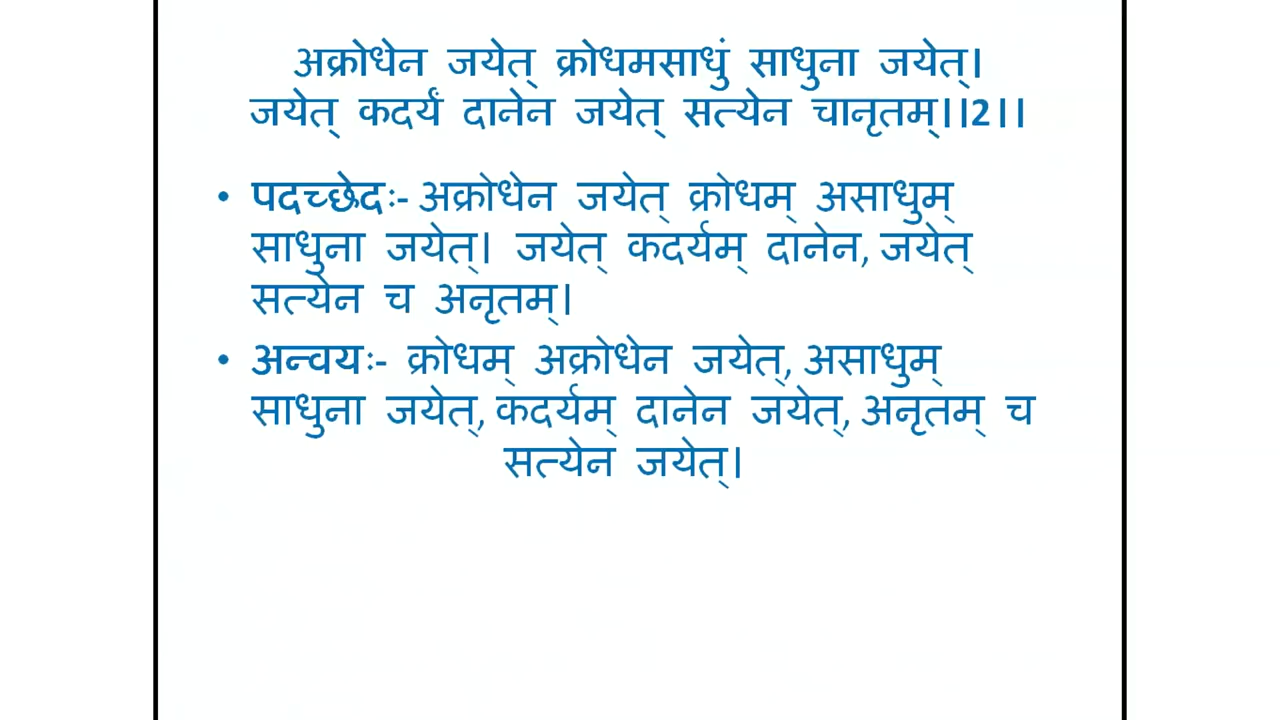 अक्रोधेन जयेत् क्रोधमसाधुं साधुना जयेत्।
जयेत् कदर्यं दानेन जयेत् सत्येन चानृतम्।।2।।
• पदच्छेदः- अक्रोधेन जयेत् क्रोधम् असाधुम्
साधुना जयेत्। जयेत् कदर्यम् दानेन, जयेत्
सत्येन च अनृतम्।
• अन्वयः- क्रोधम् अक्रोधेन जयेत्, असाधुम्
साधुना जयेत्, कदर्यम् दानेन जयेत्, अनृतम् च
सत्येन जयेत्।